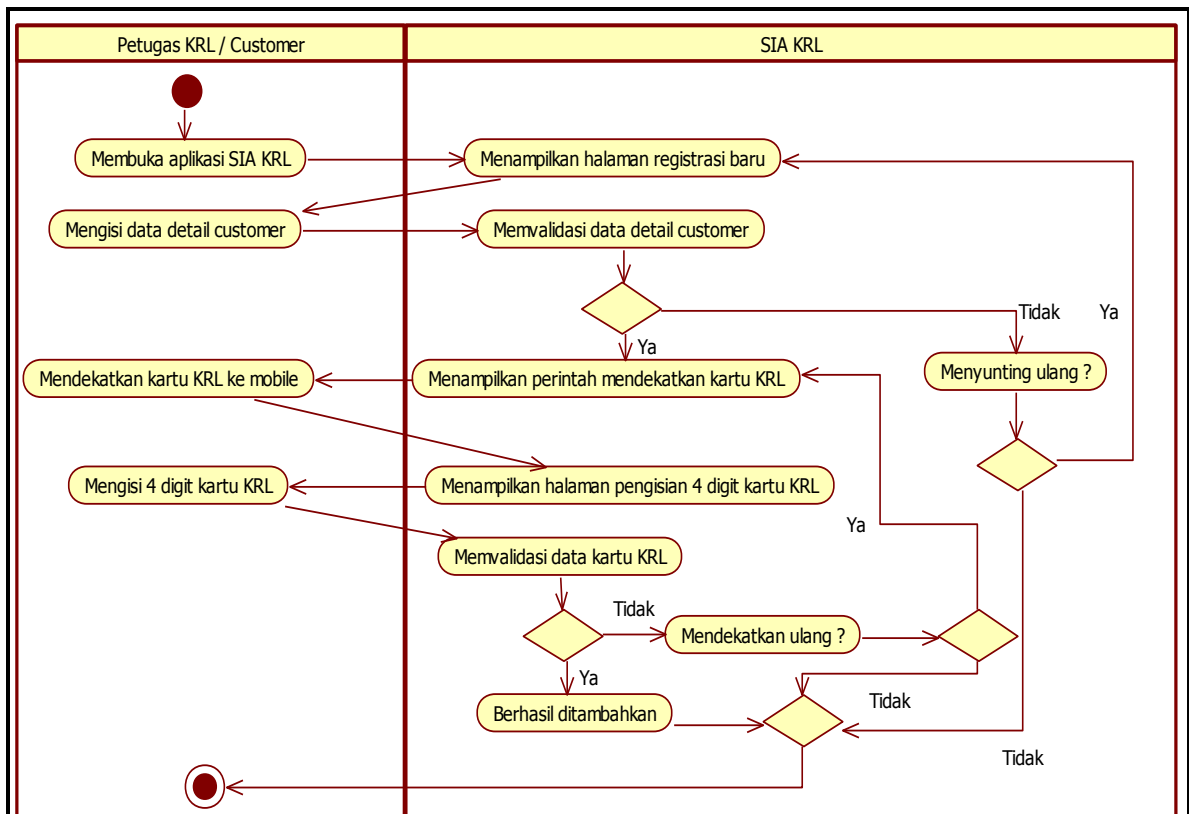 Petugas KRL / Customer
SIA KRL
Membuka aplikasi SIA KRL
Menampilkan halaman registrasi baru
Mengisi data detail customer
Memvalidasi data detail customer
Tidak
Ya
Ya
Mendekatkan kartu KRL ke mobile
Menampilkan perintah mendekatkan kartu KRL
Menyunting ulang ?
Mengisi 4 digit kartu KRL
Menampilkan halaman pengisian 4 digit kartu KRL
Ya
Memvalidasi data kartu KRL
Tidak
Mendekatkan ulang ?
Ya
Berhasil ditambahkan
Tidak
Tidak